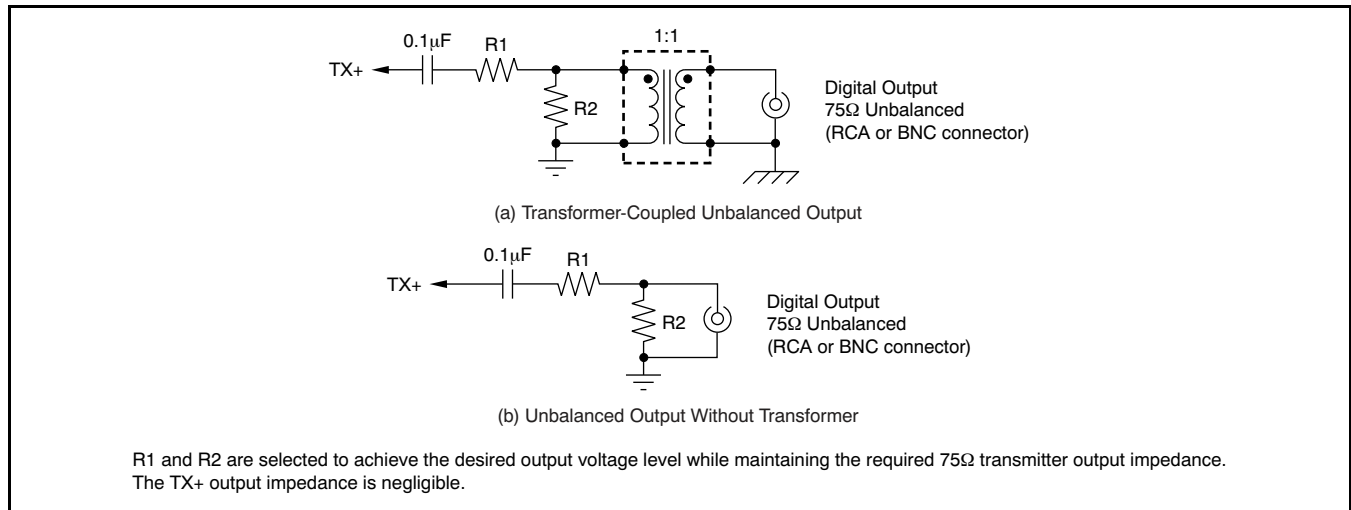 0.1μF
R1
1:1
TX+
R2
Digital Output
75Ω Unbalanced
(RCA or BNC connector)
(a) Transformer-Coupled Unbalanced Output
0.1μF
R1
TX+
R2
Digital Output
75Ω Unbalanced
(RCA or BNC connector)
(b) Unbalanced Output Without Transformer
R1 and R2 are selected to achieve the desired output voltage level while maintaining the required 75Ω transmitter output impedance.
The TX+ output impedance is negligible.